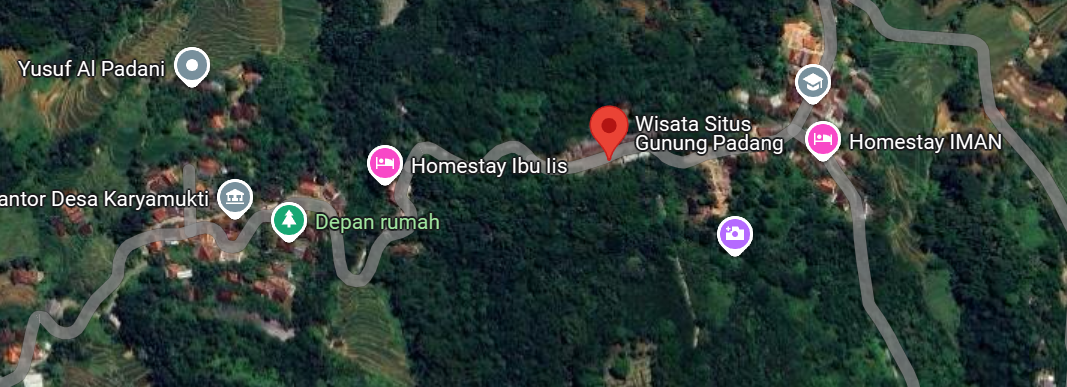 Yusuf Al Padani
Wisata Situs
Gunung Padang
Homestay IMAN
Homestay Ibu Iis
antor Desa Karyamukti
Depan rumah